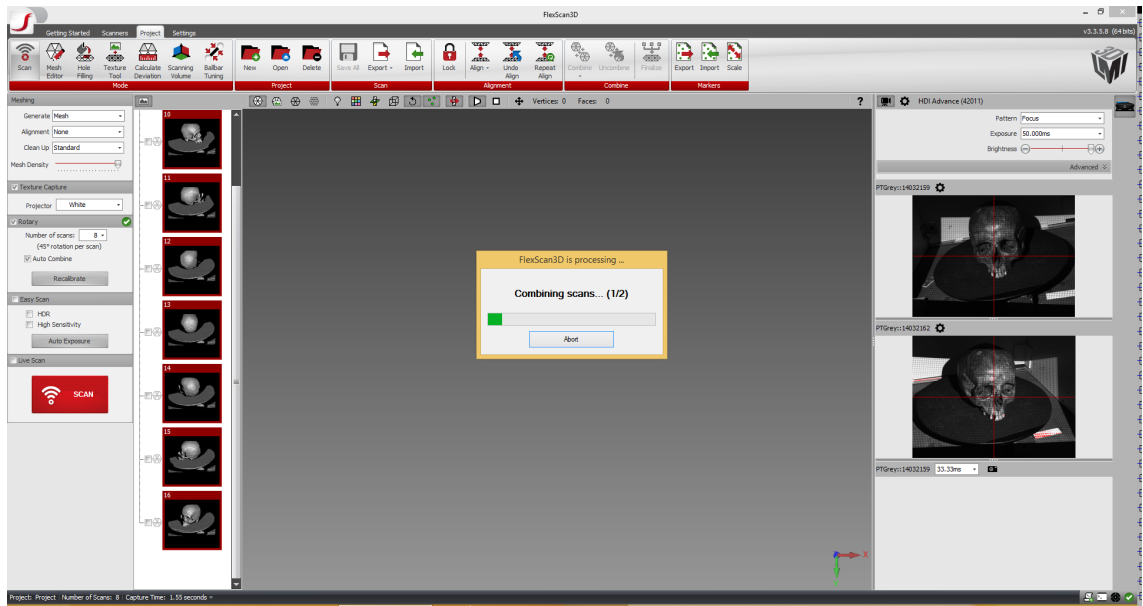 FlexScan3D
Getting Started Scanners Project Settings
v3.3.5.8 (64 bits)
Scan Mesh Editor Hole Filling Texture Tool Calculate Deviation Scanning Volume Ballbar Tuning New Open Delete Save All Export Import Lock Align Undo Align Repeat Align Combine Uncombine Finalize Export Import Scale
Mode Project Scan Alignment Combine Markers
Meshing
Generate Mesh
Alignment None
Clean Up Standard
Mesh Density
Texture Capture
Projector White
Rotary
Number of scans: 8
(45° rotation per scan)
Auto Combine
Recalibrate
Easy Scan
HDR
High Sensitivity
Auto Exposure
Live Scan
SCAN
10
11
12
13
14
15
16
Vertices: 0 Faces: 0
?
FlexScan3D is processing ...
Combining scans... (1/2)
Abort
X
HDI Advance (42011)
Pattern Focus
Exposure 50.000ms
Brightness
Advanced
PTGrey::14032159
PTGrey::14032162
PTGrey::14032159 33.33ms
Project: Project Number of Scans: 8 Capture Time: 1.55 seconds